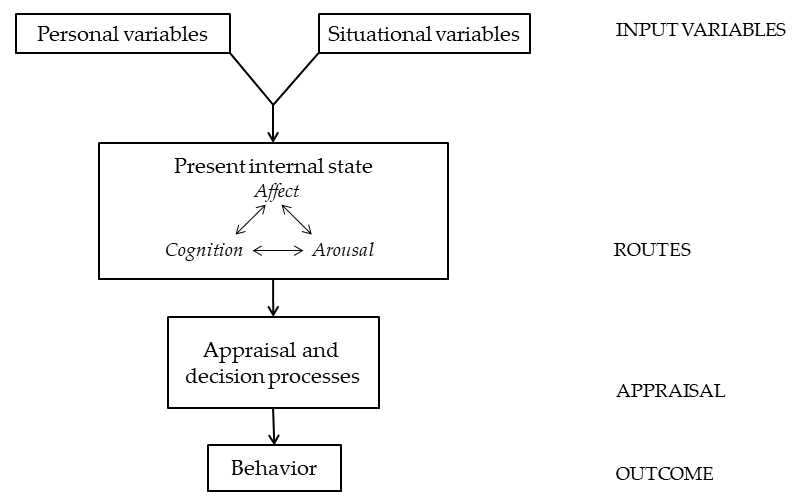 Personal variables
Situational variables
INPUT VARIABLES
Present internal state
Affect
Cognition
Arousal
ROUTES
Appraisal and
decision processes
APPRAISAL
Behavior
OUTCOME